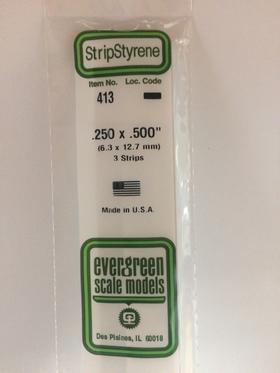 StripStyrene
Item No. Loc. Code
413
.250 x .500"
(6.3 x 12.7 mm)
3 Strips
Made in U.S.A.
evergreen
scale models
Des Plaines, IL 60018